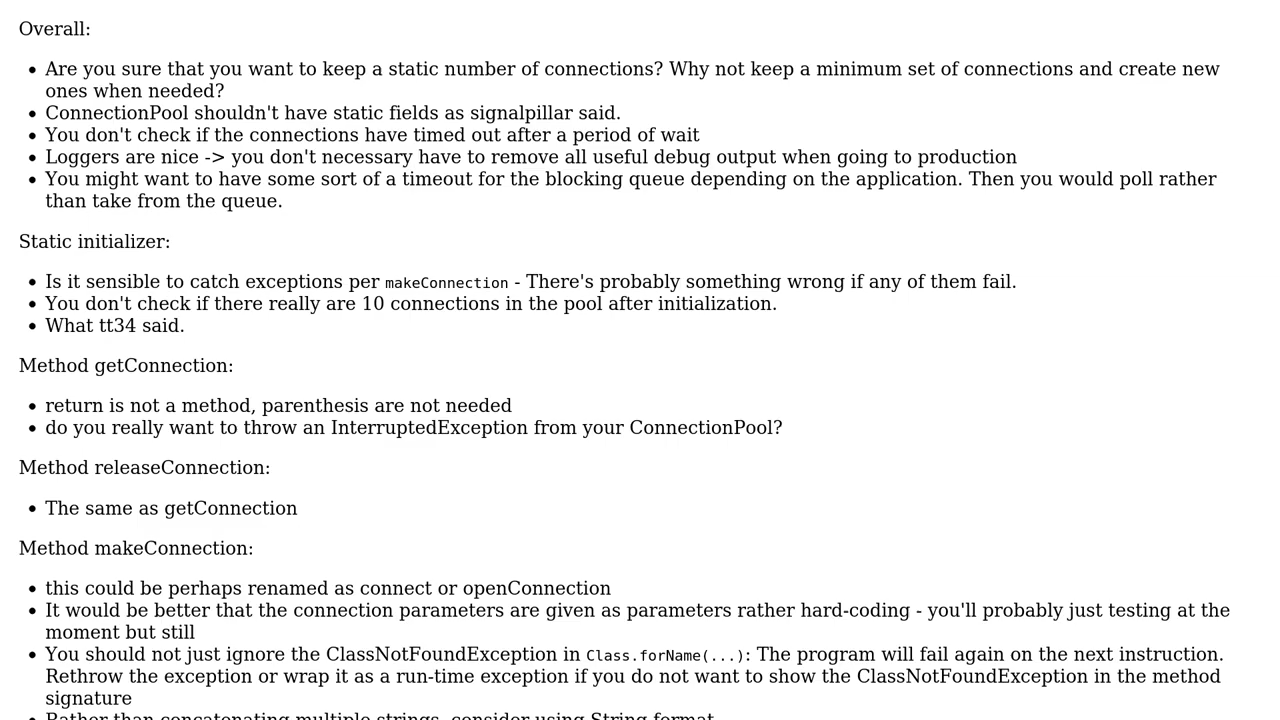 Overall:
Are you sure that you want to keep a static number of connections? Why not keep a minimum set of connections and create new
ones when needed?
ConnectionPool shouldn't have static fields as signalpillar said.
You don't check if the connections have timed out after a period of wait
Loggers are nice -> you don't necessary have to remove all useful debug output when going to production
You might want to have some sort of a timeout for the blocking queue depending on the application. Then you would poll rather
than take from the queue.
Static initializer:
Is it sensible to catch exceptions per makeConnection - There's probably something wrong if any of them fail.
You don't check if there really are 10 connections in the pool after initialization.
What tt34 said.
Method getConnection:
return is not a method, parenthesis are not needed
do you really want to throw an InterruptedException from your ConnectionPool?
Method releaseConnection:
The same as getConnection
Method makeConnection:
this could be perhaps renamed as connect or openConnection
It would be better that the connection parameters are given as parameters rather hard-coding - you'll probably just testing at the
moment but still
You should not just ignore the ClassNotFoundException in Class.forName(...): The program will fail again on the next instruction.
Rethrow the exception or wrap it as a run-time exception if you do not want to show the ClassNotFoundException in the method
signature
Rather than concatenating multiple strings, consider using String.format